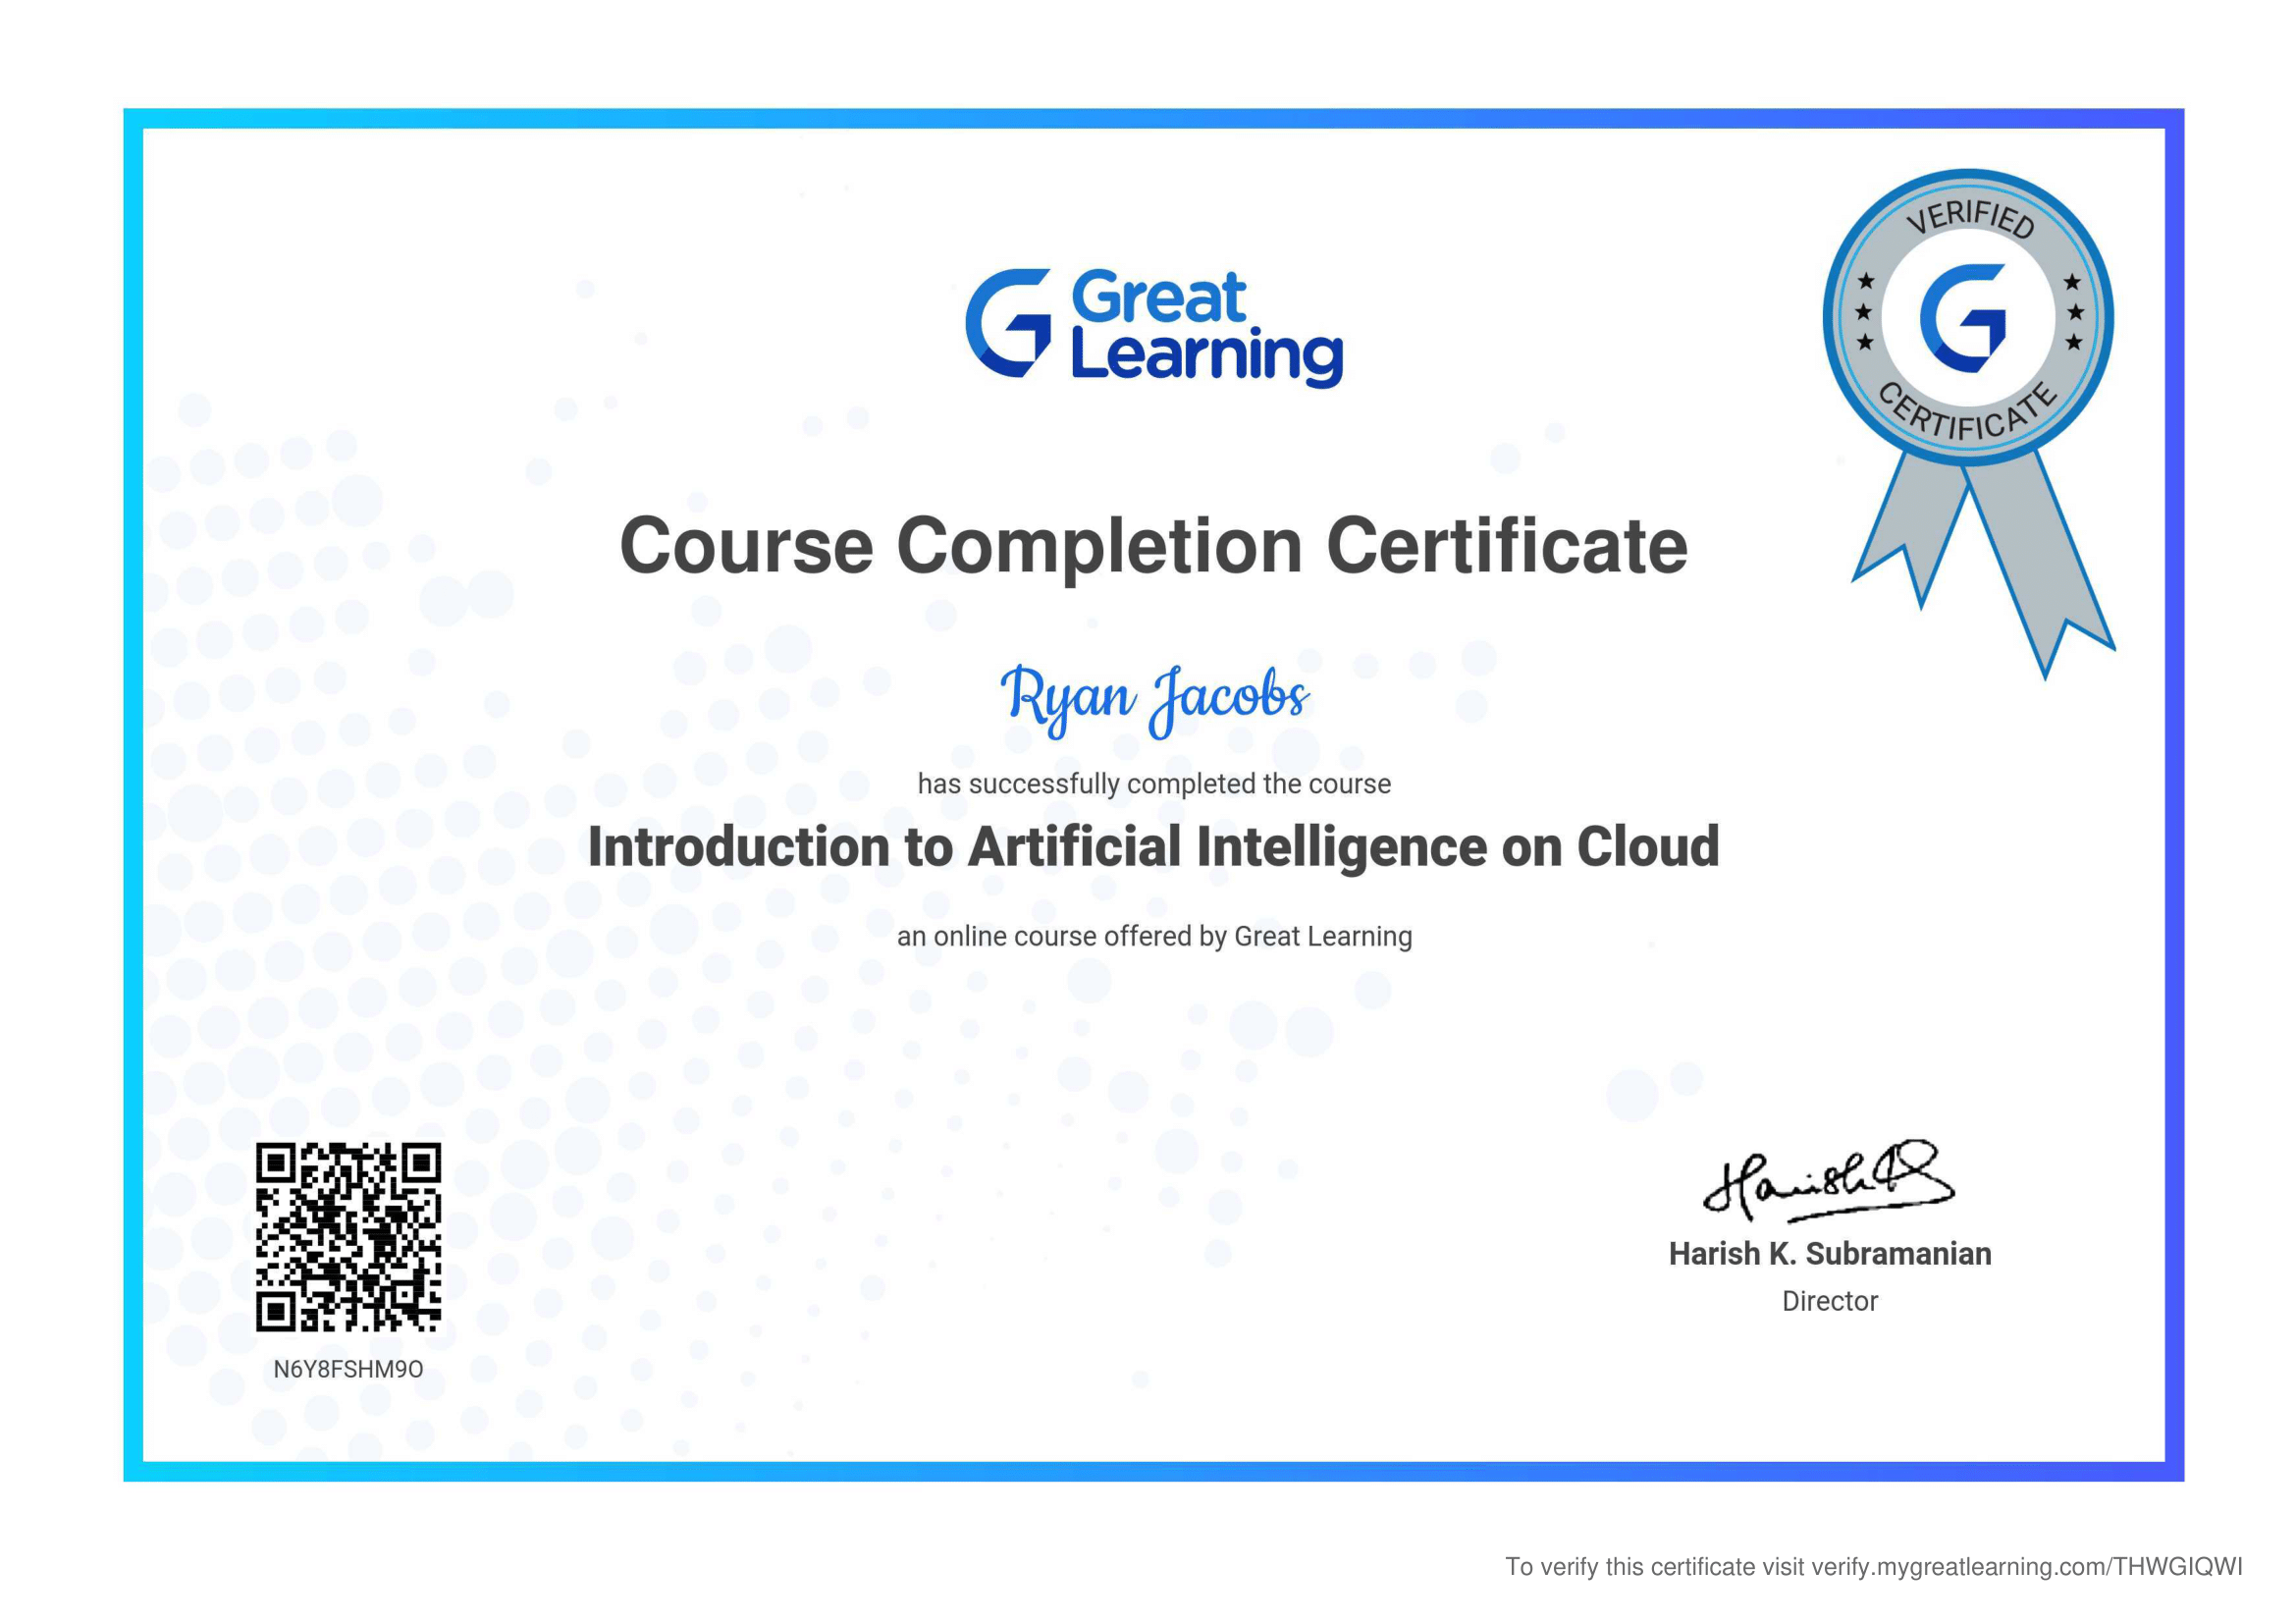 Great
Learning
VERIFIED
CERTIFICATE
Course Completion Certificate
Ryan Jacobs
has successfully completed the course
Introduction to Artificial Intelligence on Cloud
an online course offered by Great Learning
Harish K. Subramanian
Director
N6Y8FSHM9O
To verify this certificate visit verify.mygreatlearning.com/THWGIQWI